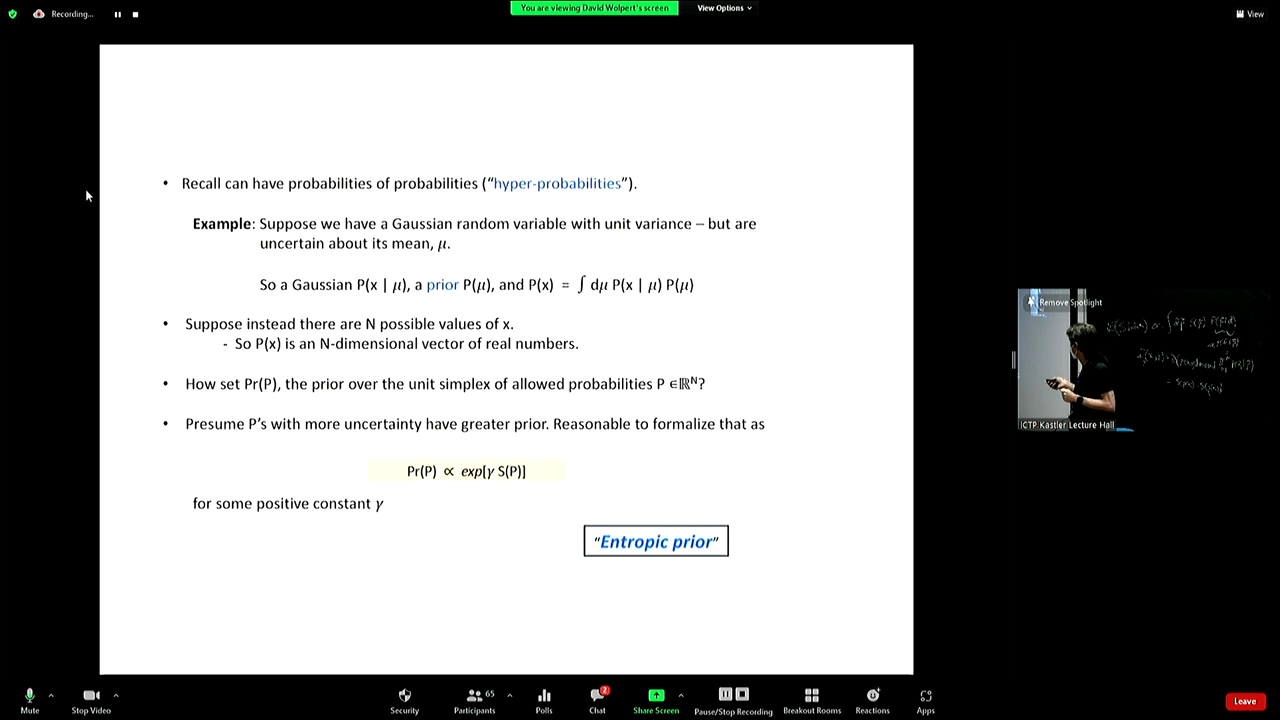 Recording...
You are viewing David Wolpert's screen
View Options
View
• Recall can have probabilities of probabilities (“hyper-probabilities”).
Example: Suppose we have a Gaussian random variable with unit variance – but are
uncertain about its mean, μ.
So a Gaussian P(x | μ), a prior P(μ), and P(x) = ∫ dμ P(x | μ) P(μ)
• Suppose instead there are N possible values of x.
- So P(x) is an N-dimensional vector of real numbers.
• How set Pr(P), the prior over the unit simplex of allowed probabilities P ∈ℝᴺ?
• Presume P's with more uncertainty have greater prior. Reasonable to formalize that as
Pr(P) ∝ exp[γ S(P)]
for some positive constant γ
“Entropic prior”
Remove Spotlight
ICTP Kastler Lecture Hall
Mute
Stop Video
Security
65
Participants
Polls
2
Chat
Share Screen
Pause/Stop Recording
Breakout Rooms
Reactions
Apps
Leave